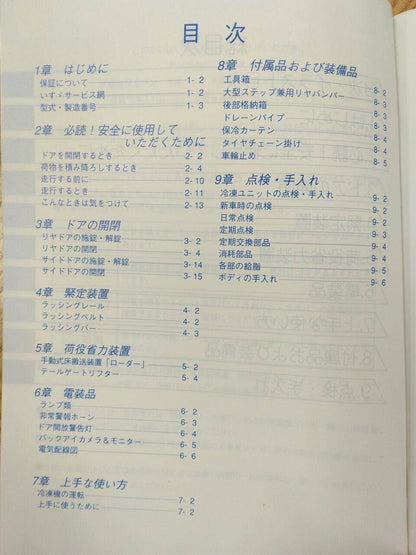 目 次
1章 はじめに
保証について 1- 2
いすゞサービス網 1- 2
型式・製造番号 1- 3
2章 必読！安全に使用して
いただくために
ドアを開閉するとき 2- 2
荷物を積み降ろしするとき 2- 4
走行する前に 2-10
走行するとき 2-11
こんなときは気をつけて 2-13
3章 ドアの開閉
リヤドアの施錠・解錠 3- 2
リヤドアの開閉 3- 4
サイドドアの施錠・解錠 3-14
サイドドアの開閉 3-15
4章 緊定装置
ラッシングレール 4- 2
ラッシングベルト 4- 2
ラッシングバー 4- 3
5章 荷役省力装置
手動式床搬送装置「ローダー」 5- 2
テールゲートリフター 5- 4
6章 電装品
ランプ類 6- 2
非常警報ホーン 6- 3
ドア開放警告灯 6- 4
バックアイカメラ＆モニター 6- 5
電気配線図 6- 6
7章 上手な使い方
冷凍機の運転 7- 2
上手に使うために 7- 2
8章 付属品および装備品
工具箱 8- 2
大型ステップ兼用リヤバンパー 8- 2
後部格納箱 8- 3
ドレーンパイプ 8- 3
保冷カーテン 8- 4
タイヤチェーン掛け 8- 4
車輪止め 8- 5
9章 点検・手入れ
冷凍ユニットの点検・手入れ 9- 2
新車時の点検 9- 2
日常点検 9- 2
定期点検 9- 3
定期交換部品 9- 4
消耗部品 9- 4
各部の給脂 9- 5
ボディの手入れ 9- 6